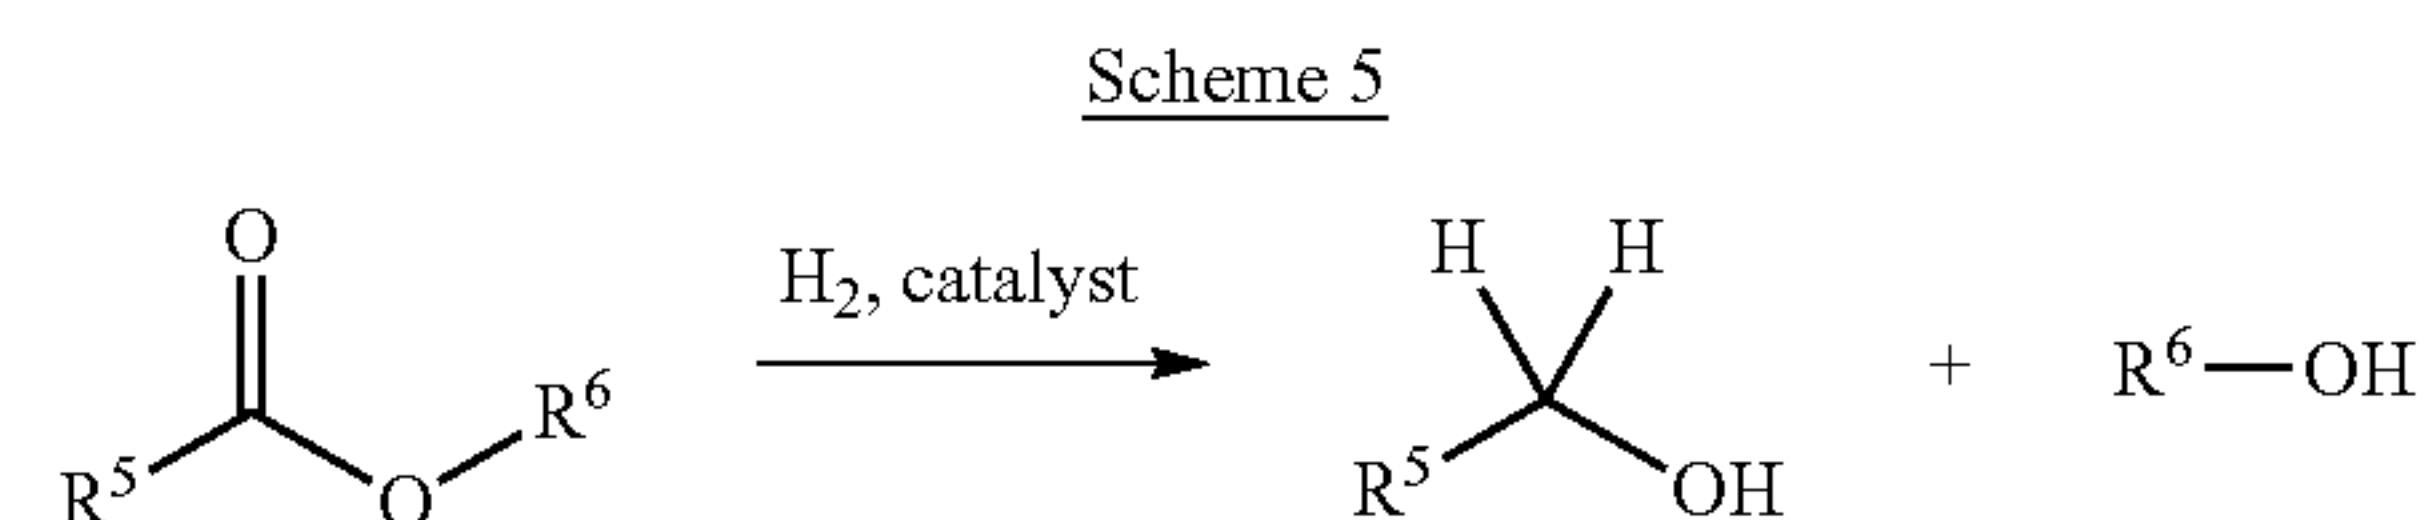 Scheme 5
O
H H
H₂, catalyst
R⁶
R⁶—OH
+
R⁵
O
R⁵
OH